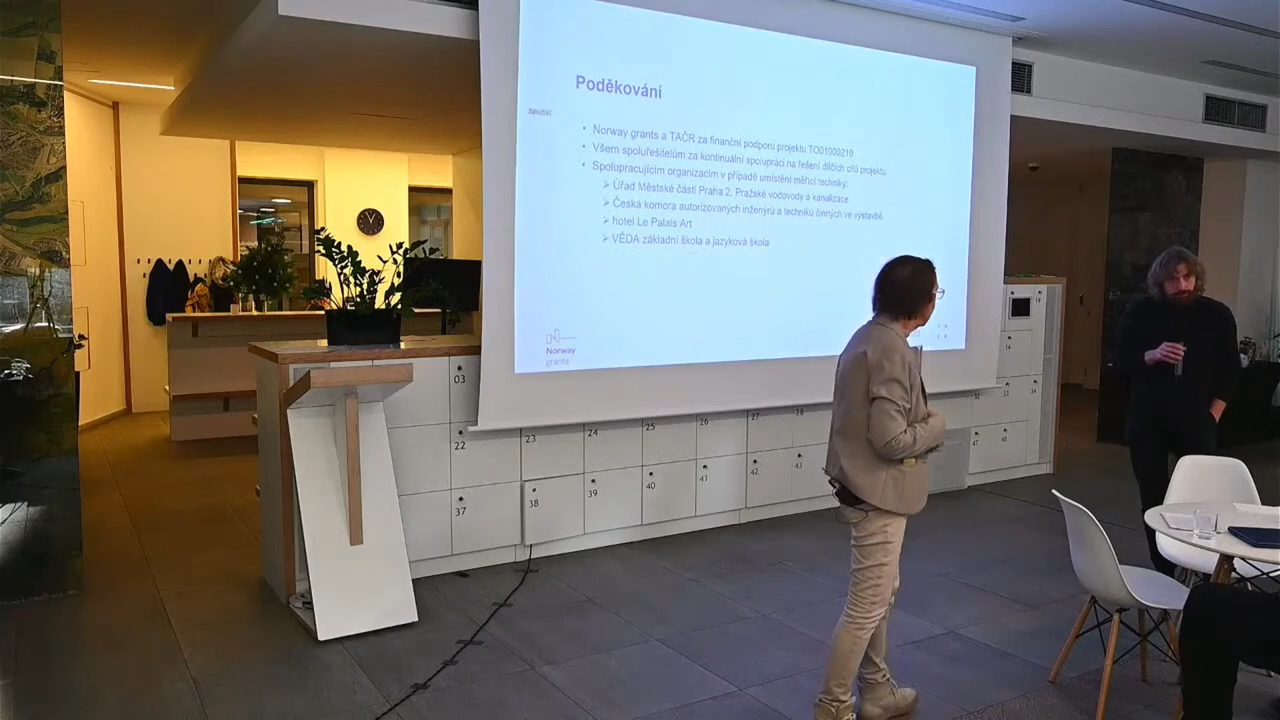 Poděkování
Norway grants a TAČR za finanční podporu projektu TO01000219
Všem spoluřešitelům za kontinuální spolupráci na řešení dílčích cílů projektu
Spolupracujícím organizacím v případě umístění měřicí techniky:
Úřad Městské části Praha 2, Pražské vodovody a kanalizace
Česká komora autorizovaných inženýrů a techniků činných ve výstavbě
hotel Le Palais Art
VĚDA základní škola a jazyková škola
Norway
grants
03
22
23
24
25
26
27
28
37
38
39
40
41
42
43